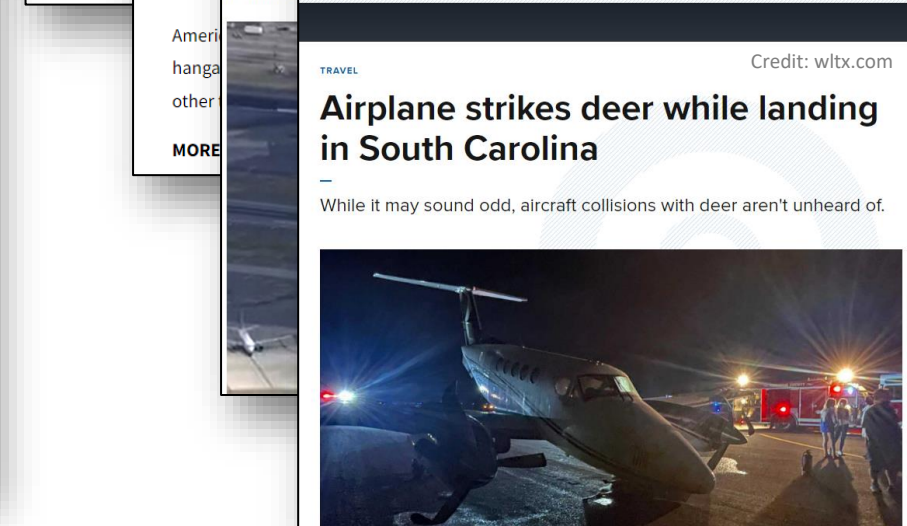 Ameri
hanga
other
MORE
Credit: wltx.com
TRAVEL
Airplane strikes deer while landing
in South Carolina
While it may sound odd, aircraft collisions with deer aren't unheard of.